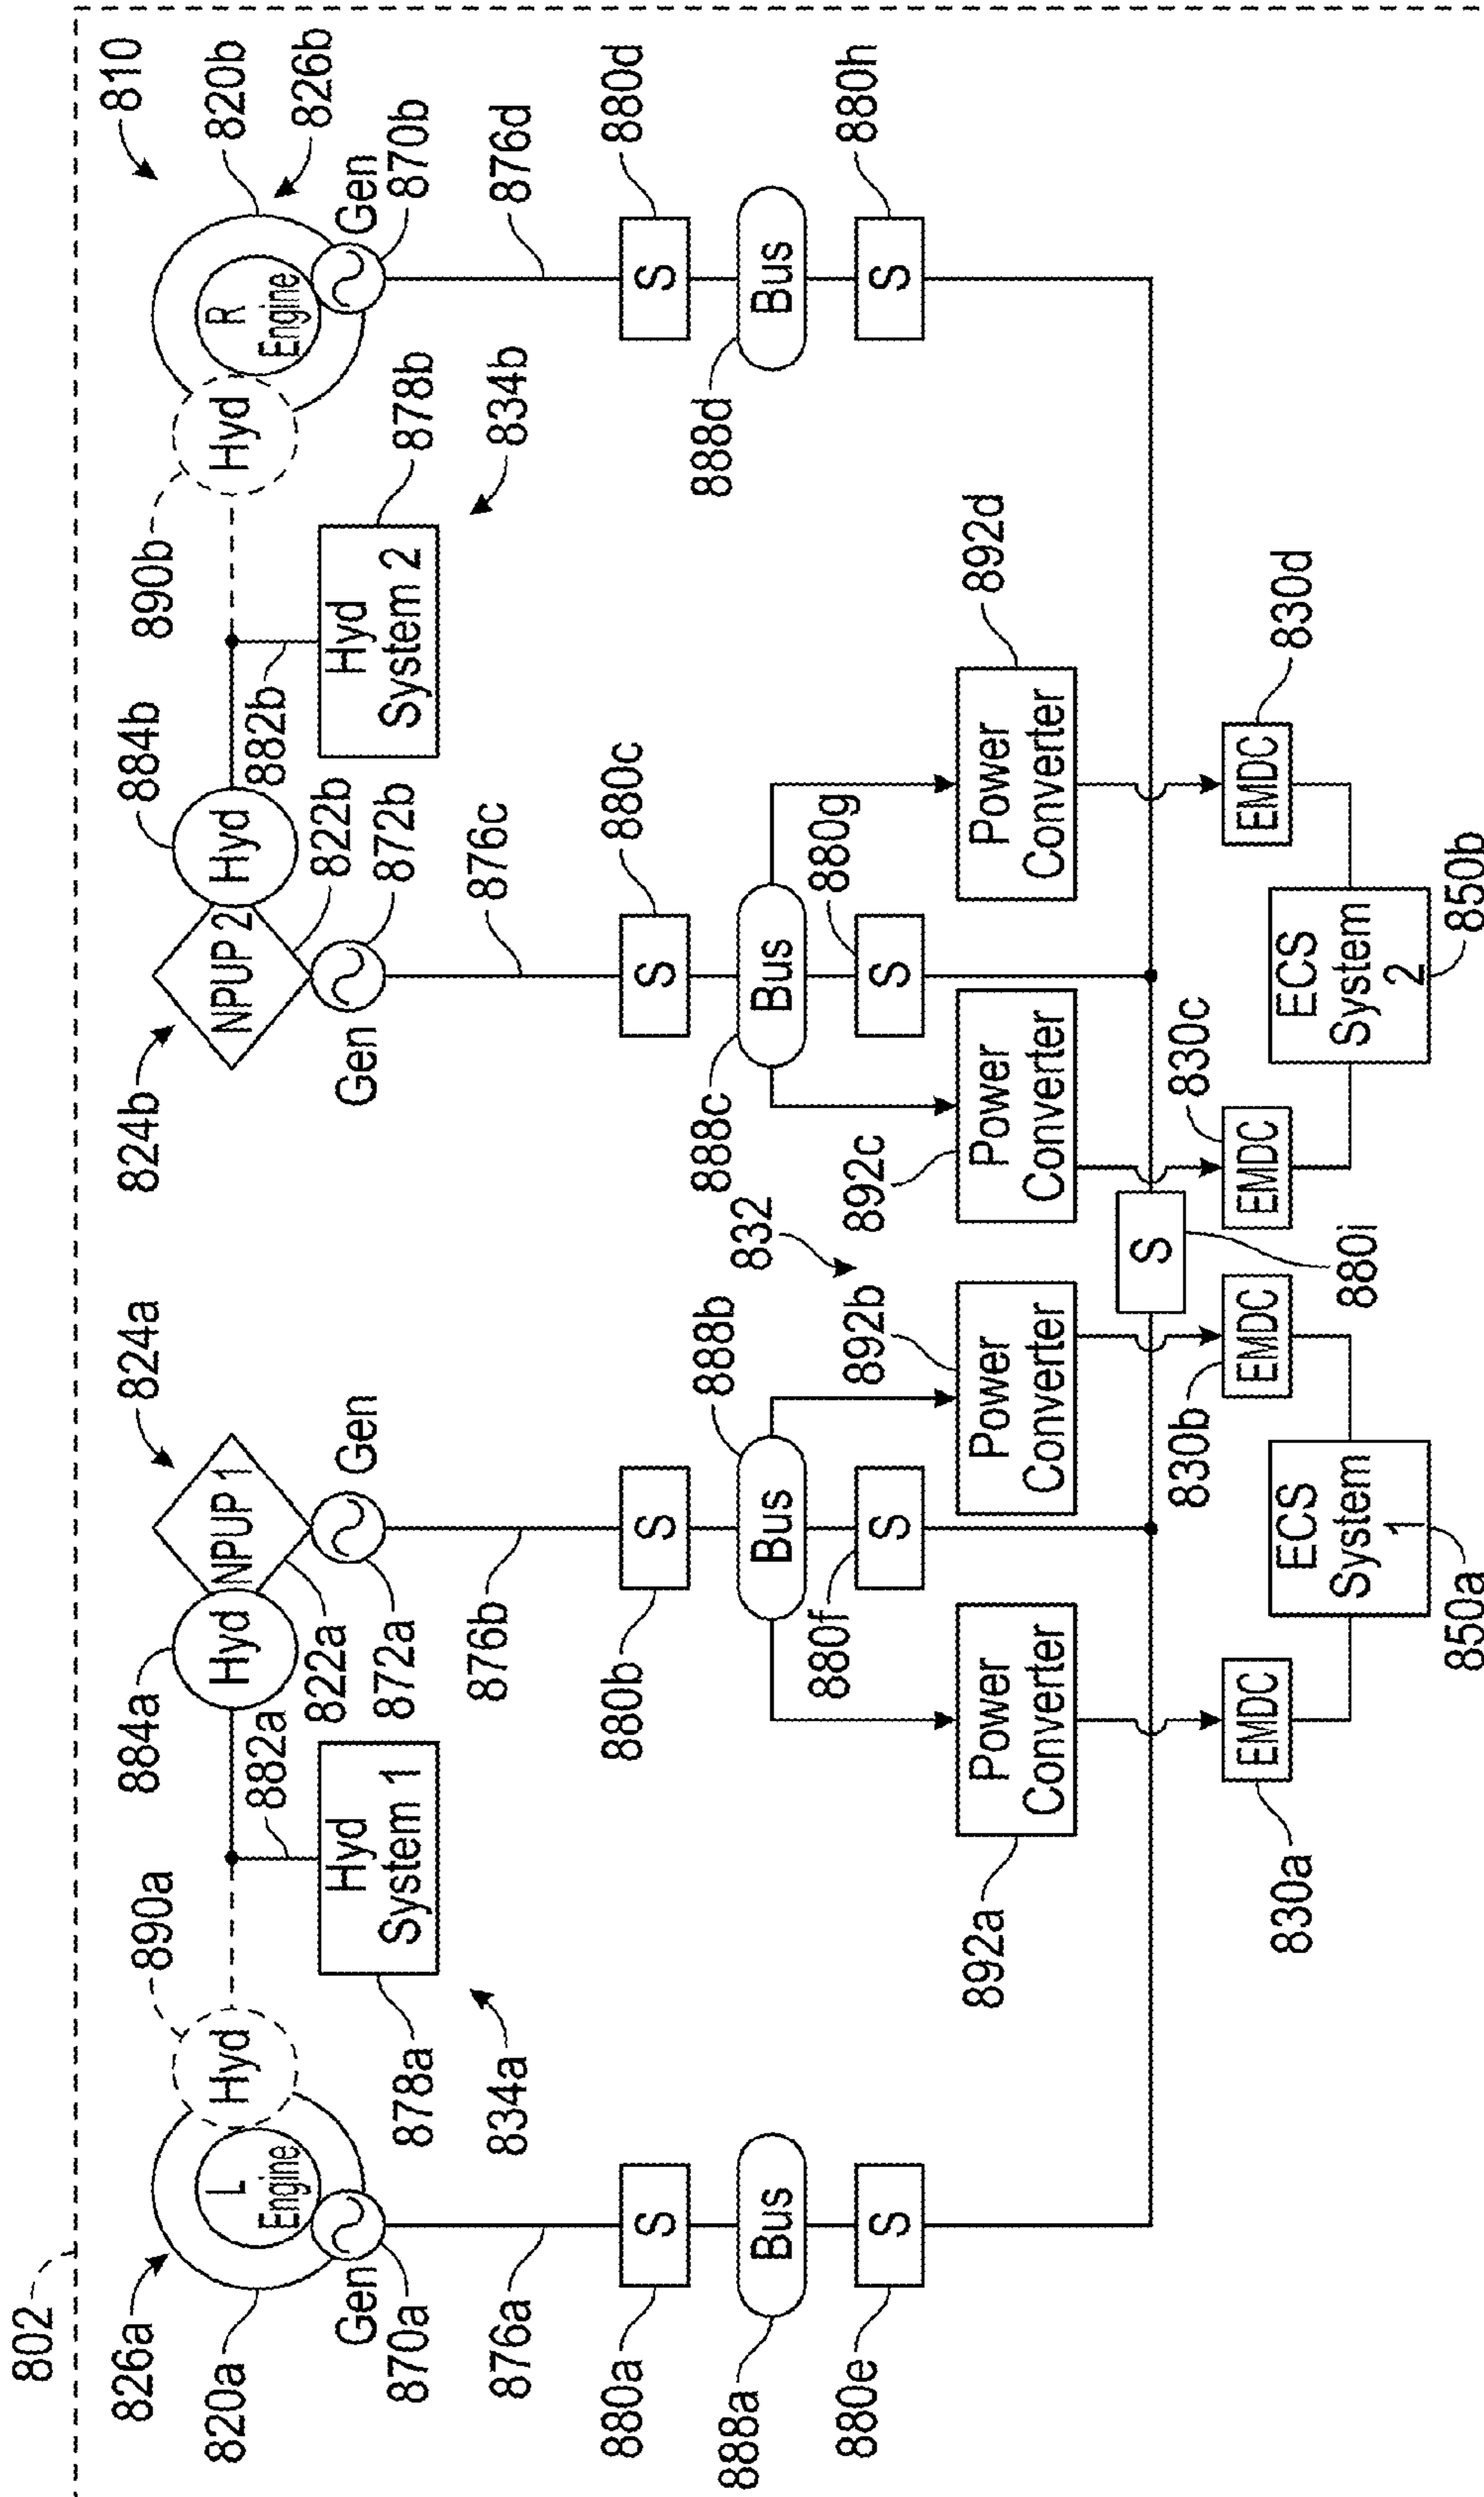 802
810
826a
890a
884a
824a
824b
884b
890b
820b
826b
820a
L
Engine
Hyd
Hyd
NPUP 1
NPUP 2
Hyd
Hyd
R
Engine
882a
822a
822b
882b
Gen
870a
Hyd
System 1
872a
Gen
Gen
872b
Hyd
System 2
Gen
870b
878a
878b
876a
834a
876b
876c
834b
876d
880a
880b
880c
880d
S
S
S
S
888a
Bus
888b
Bus
888c
Bus
888d
Bus
880e
880f
832
880g
880h
S
S
S
S
892a
892b
892c
892d
Power
Converter
Power
Converter
Power
Converter
Power
Converter
S
880i
830a
830b
830c
830d
EMDC
EMDC
EMDC
EMDC
ECS
System
1
ECS
System
2
850a
850b